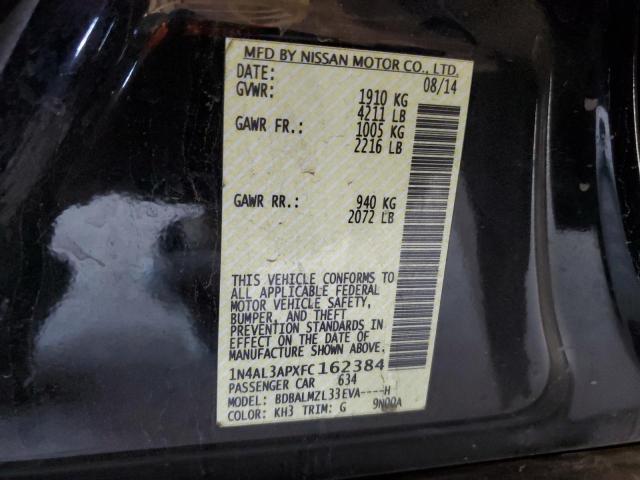 MFD BY NISSAN MOTOR CO., LTD.
DATE: 08/14
GVWR: 1910 KG
4211 LB
GAWR FR.: 1005 KG
2216 LB
GAWR RR.: 940 KG
2072 LB
THIS VEHICLE CONFORMS TO
ALL APPLICABLE FEDERAL
MOTOR VEHICLE SAFETY,
BUMPER, AND THEFT
PREVENTION STANDARDS IN
EFFECT ON THE DATE OF
MANUFACTURE SHOWN ABOVE.
1N4AL3APXFC162384
PASSENGER CAR 634
MODEL: BDBALMZL33EVA----H
COLOR: KH3 TRIM: G 9N00A